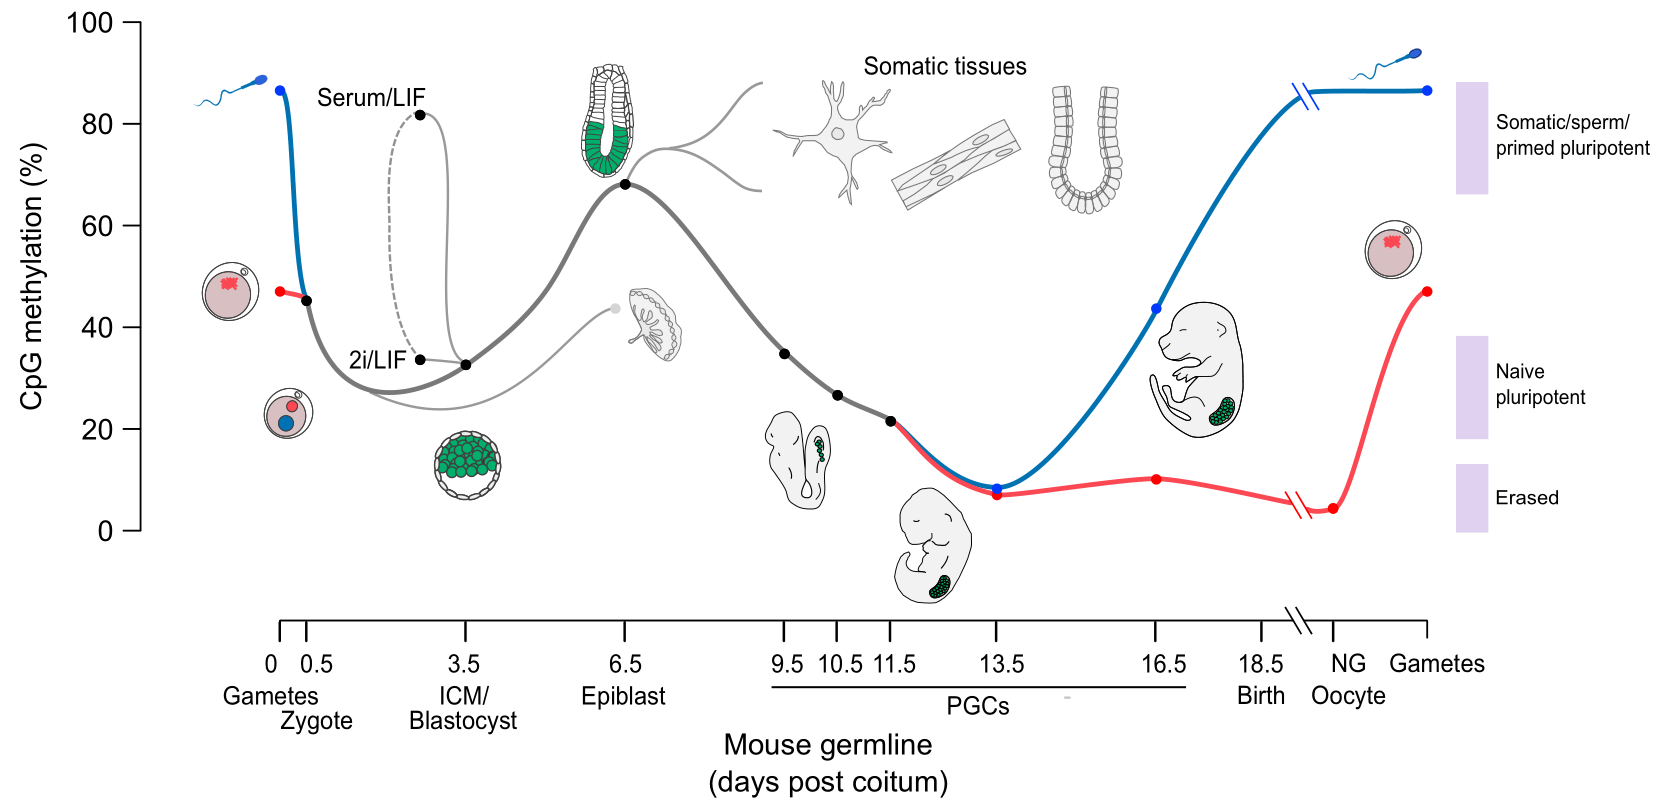 100
80
60
40
20
0
CpG methylation (%)
Serum/LIF
2i/LIF
Somatic tissues
Somatic/sperm/
primed pluripotent
Naive
pluripotent
Erased
0 0.5 3.5 6.5 9.5 10.5 11.5 13.5 16.5 18.5 NG Gametes
Gametes ICM/ Epiblast PGCs Birth Oocyte
Zygote Blastocyst
Mouse germline
(days post coitum)